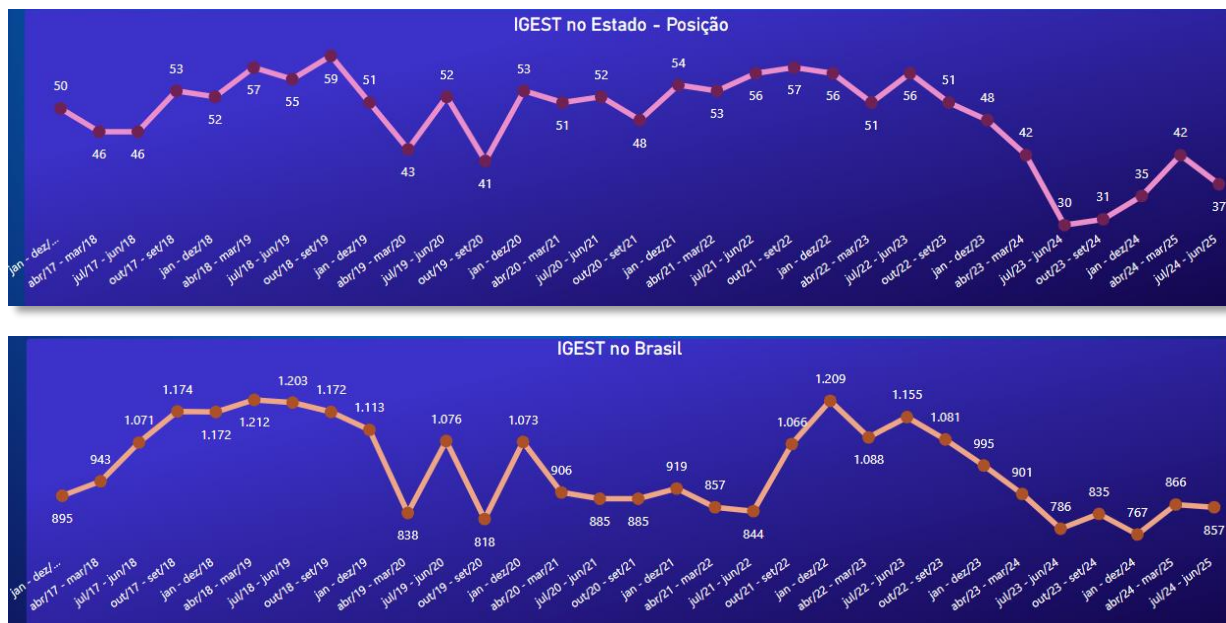 IGEST no Estado - Posição
50 46 46 53 52 57 55 59 51 43 52 41 53 51 52 48 54 53 56 57 56 51 56 51 48 42 30 31 35 42 37
jan - dez/... abr/17 - mar/18 jul/17 - jun/18 out/17 - set/18 jan - dez/18 abr/18 - mar/19 jul/18 - jun/19 out/18 - set/19 jan - dez/19 abr/19 - mar/20 jul/19 - jun/20 out/19 - set/20 jan - dez/20 abr/20 - mar/21 jul/20 - jun/21 out/20 - set/21 jan - dez/21 abr/21 - mar/22 jul/21 - jun/22 out/21 - set/22 jan - dez/22 abr/22 - mar/23 jul/22 - jun/23 out/22 - set/23 jan - dez/23 abr/23 - mar/24 jul/23 - jun/24 out/23 - set/24 jan - dez/24 abr/24 - mar/25 jul/24 - jun/25
IGEST no Brasil
895 943 1.071 1.174 1.172 1.212 1.203 1.172 1.113 838 1.076 818 1.073 906 885 885 919 857 844 1.066 1.209 1.088 1.155 1.081 995 901 786 835 767 866 857
jan - dez/... abr/17 - mar/18 jul/17 - jun/18 out/17 - set/18 jan - dez/18 abr/18 - mar/19 jul/18 - jun/19 out/18 - set/19 jan - dez/19 abr/19 - mar/20 jul/19 - jun/20 out/19 - set/20 jan - dez/20 abr/20 - mar/21 jul/20 - jun/21 out/20 - set/21 jan - dez/21 abr/21 - mar/22 jul/21 - jun/22 out/21 - set/22 jan - dez/22 abr/22 - mar/23 jul/22 - jun/23 out/22 - set/23 jan - dez/23 abr/23 - mar/24 jul/23 - jun/24 out/23 - set/24 jan - dez/24 abr/24 - mar/25 jul/24 - jun/25